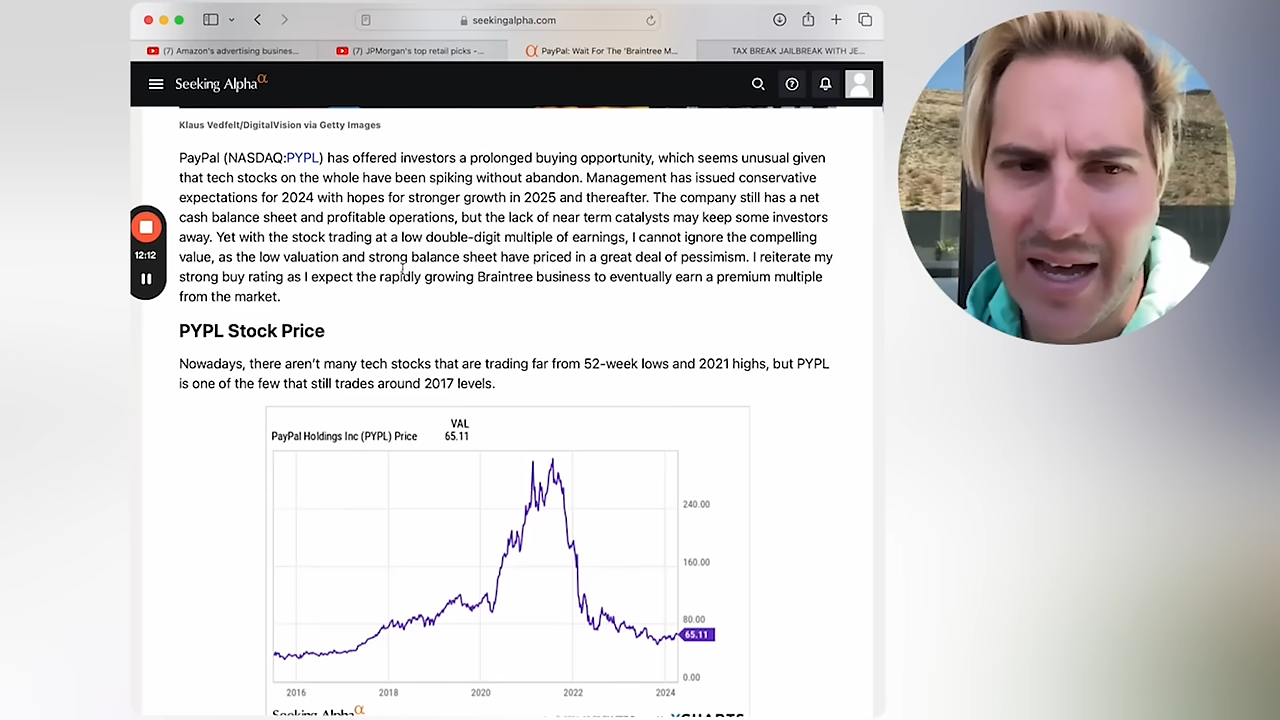 seekingalpha.com
(7) Amazon's advertising busines...
(7) JPMorgan's top retail picks -...
PayPal: Wait For The 'Braintree M...
TAX BREAK JAILBREAK WITH JE...
Seeking Alphaα
Klaus Vedfelt/DigitalVision via Getty Images
PayPal (NASDAQ:PYPL) has offered investors a prolonged buying opportunity, which seems unusual given
that tech stocks on the whole have been spiking without abandon. Management has issued conservative
expectations for 2024 with hopes for stronger growth in 2025 and thereafter. The company still has a net
cash balance sheet and profitable operations, but the lack of near term catalysts may keep some investors
away. Yet with the stock trading at a low double-digit multiple of earnings, I cannot ignore the compelling
value, as the low valuation and strong balance sheet have priced in a great deal of pessimism. I reiterate my
strong buy rating as I expect the rapidly growing Braintree business to eventually earn a premium multiple
from the market.
12:12
PYPL Stock Price
Nowadays, there aren't many tech stocks that are trading far from 52-week lows and 2021 highs, but PYPL
is one of the few that still trades around 2017 levels.
VAL
PayPal Holdings Inc (PYPL) Price 65.11
240.00
160.00
80.00
65.11
0.00
2016 2018 2020 2022 2024
Seeking Alphaα
YCHARTS